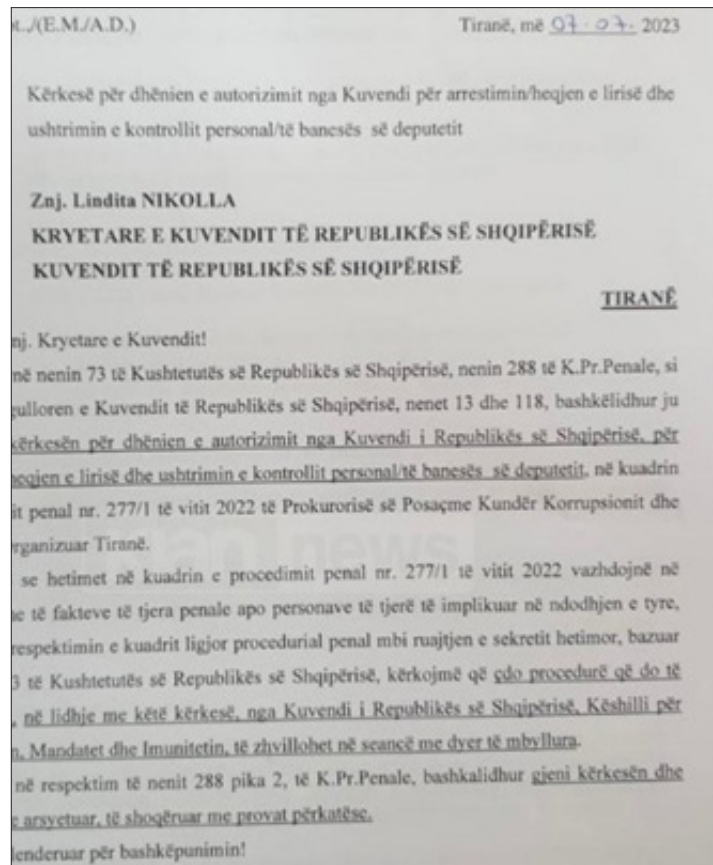 t../(E.M./A.D.) Tiranë, më 07.07. 2023
Kërkesë për dhënien e autorizimit nga Kuvendi për arrestimin/heqjen e lirisë dhe
ushtrimin e kontrollit personal/të banesës së deputetit
Znj. Lindita NIKOLLA
KRYETARE E KUVENDIT TË REPUBLIKËS SË SHQIPËRISË
KUVENDIT TË REPUBLIKËS SË SHQIPËRISË
TIRANË
nj. Kryetare e Kuvendit!
në nenin 73 të Kushtetutës së Republikës së Shqipërisë, nenin 288 të K.Pr.Penale, si
gulloren e Kuvendit të Republikës së Shqipërisë, nenet 13 dhe 118, bashkëlidhur ju
kërkesën për dhënien e autorizimit nga Kuvendi i Republikës së Shqipërisë, për
heqjen e lirisë dhe ushtrimin e kontrollit personal/të banesës së deputetit, në kuadrin
it penal nr. 277/1 të vitit 2022 të Prokurorisë së Posaçme Kundër Korrupsionit dhe
rganizuar Tiranë.
news
se hetimet në kuadrin e procedimit penal nr. 277/1 të vitit 2022 vazhdojnë në
e të fakteve të tjera penale apo personave të tjerë të implikuar në ndodhjen e tyre,
respektimin e kuadrit ligjor procedurial penal mbi ruajtjen e sekretit hetimor, bazuar
3 të Kushtetutës së Republikës së Shqipërisë, kërkojmë që çdo procedurë që do të
, në lidhje me këtë kërkesë, nga Kuvendi i Republikës së Shqipërisë, Këshilli për
n, Mandatet dhe Imunitetin, të zhvillohet në seancë me dyer të mbyllura.
në respektim të nenit 288 pika 2, të K.Pr.Penale, bashkalidhur gjeni kërkesën dhe
e arsyetuar, të shoqëruar me provat përkatëse.
lenderuar për bashkëpunimin!